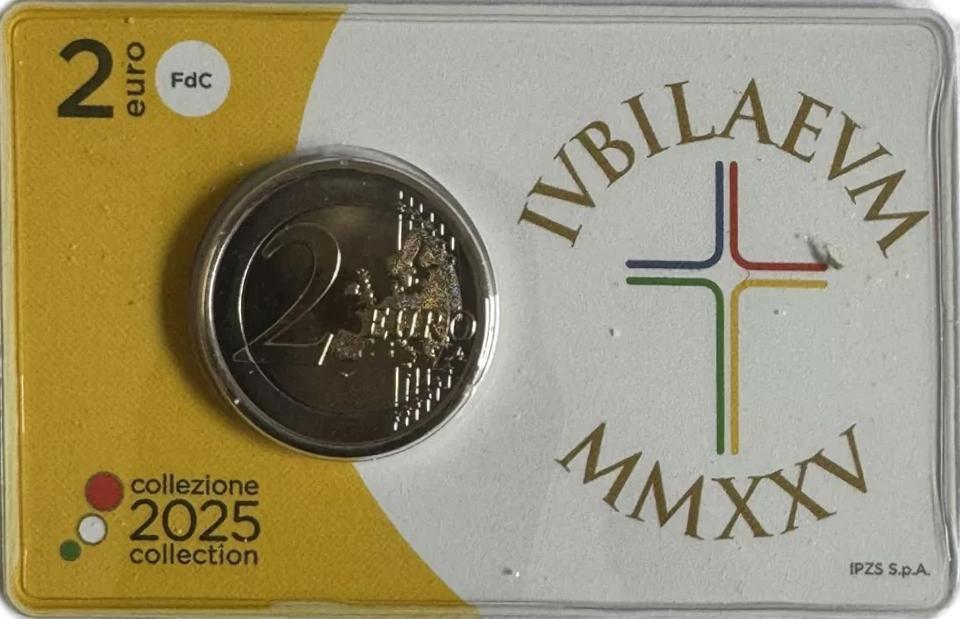 2 euro
FdC
IVBILAEVM
2 EURO
MMXXV
collezione
2025
collection
IPZS S.p.A.